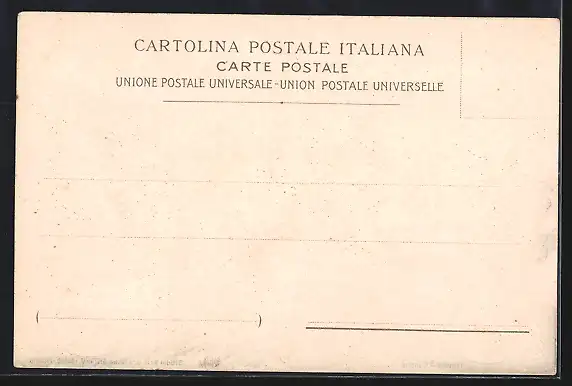 CARTOLINA POSTALE ITALIANA
CARTE POSTALE
UNIONE POSTALE UNIVERSALE-UNION POSTALE UNIVERSELLE